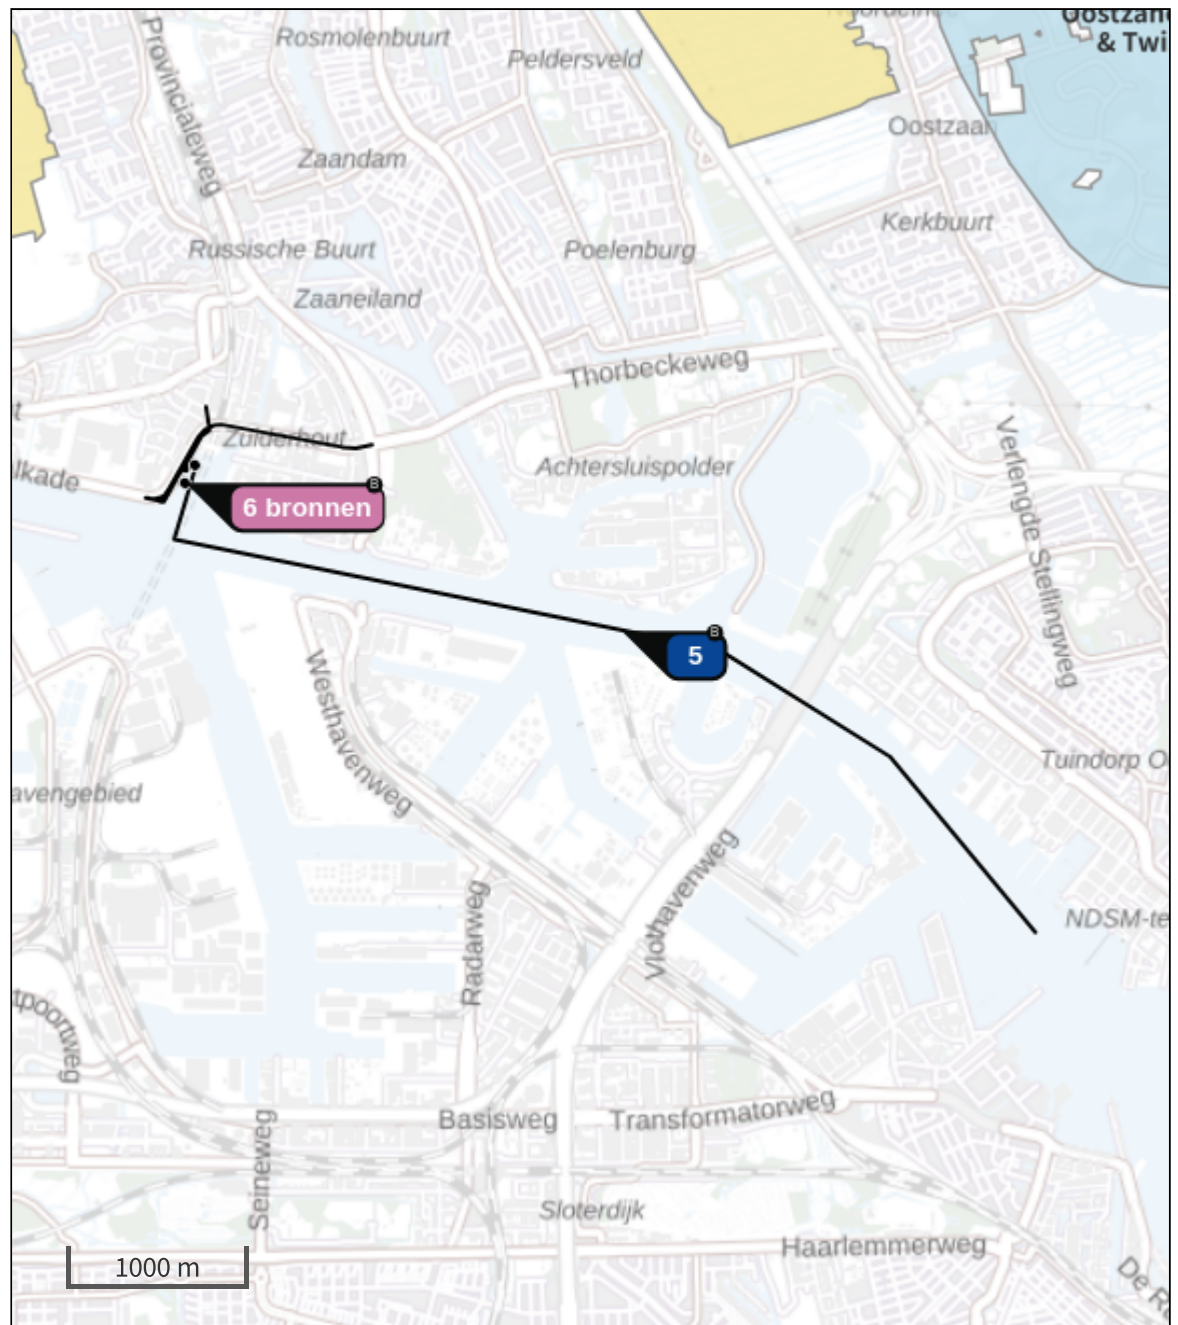 Oostzan
& Twi
Provincialeweg
Rosmolenbuurt
Peldersveld
Oostzaan
Zaandam
Kerkbuurt
Russische Buurt
Poelenburg
Zaaneiland
Thorbeckeweg
t
Zuiderhout
lkade
Achtersluispolder
Verlengde Stellingweg
B
6 bronnen
B
5
Westhavenweg
Tuindorp O
avengebied
Vlothavenweg
Radarweg
NDSM-te
tpoortweg
Basisweg
Transformatorweg
Seineweg
Sloterdijk
Haarlemmerweg
1000 m
De R